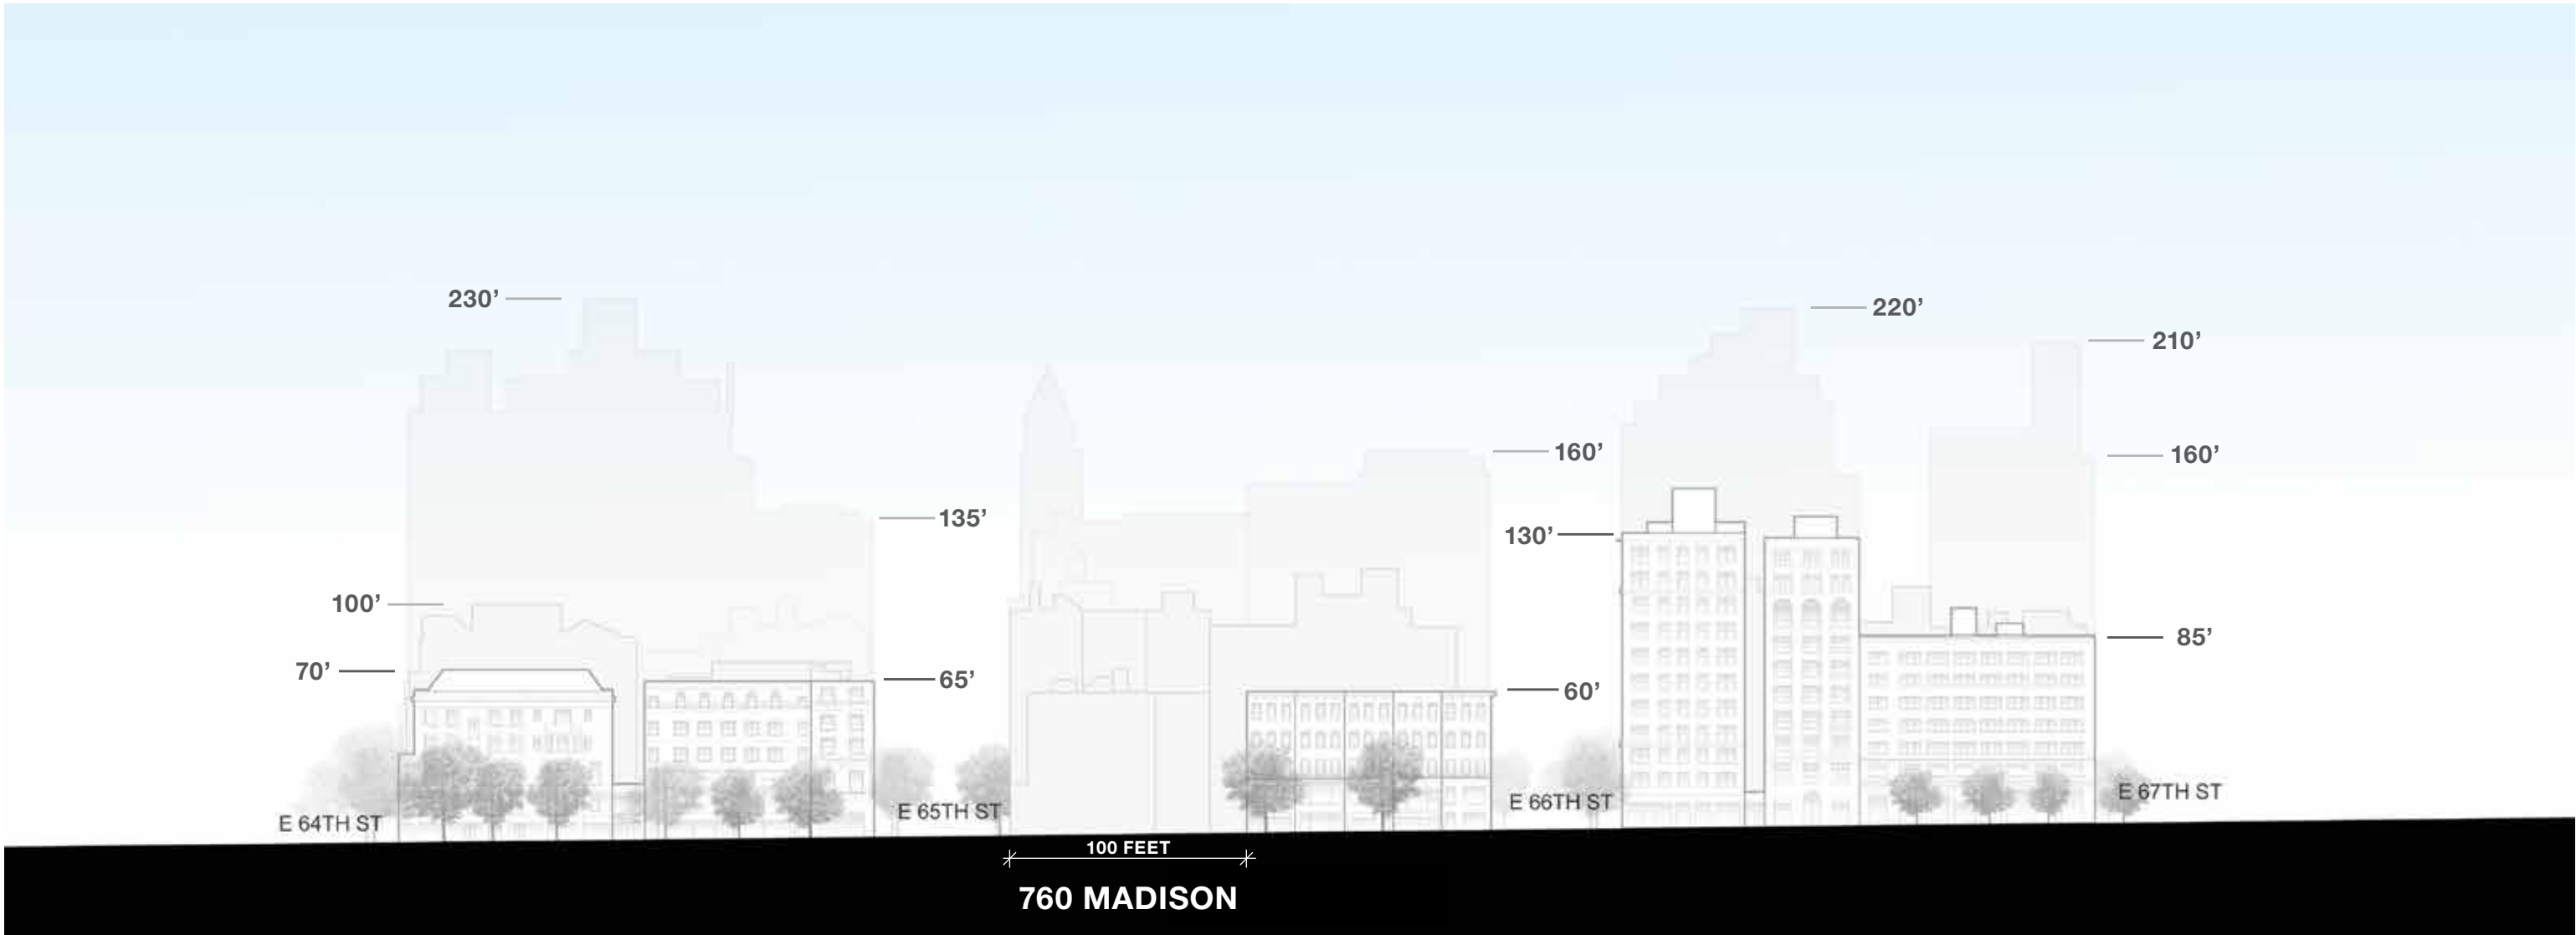 230’
220’
210’
160’
160’
135’
130’
100’
85’
70’
65’
60’
E 67TH ST
E 66TH ST
E 65TH ST
E 64TH ST
100 FEET
760 MADISON